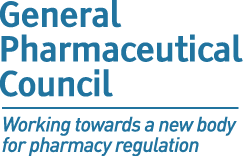 General
Pharmaceutical
Council
Working towards a new body
for pharmacy regulation